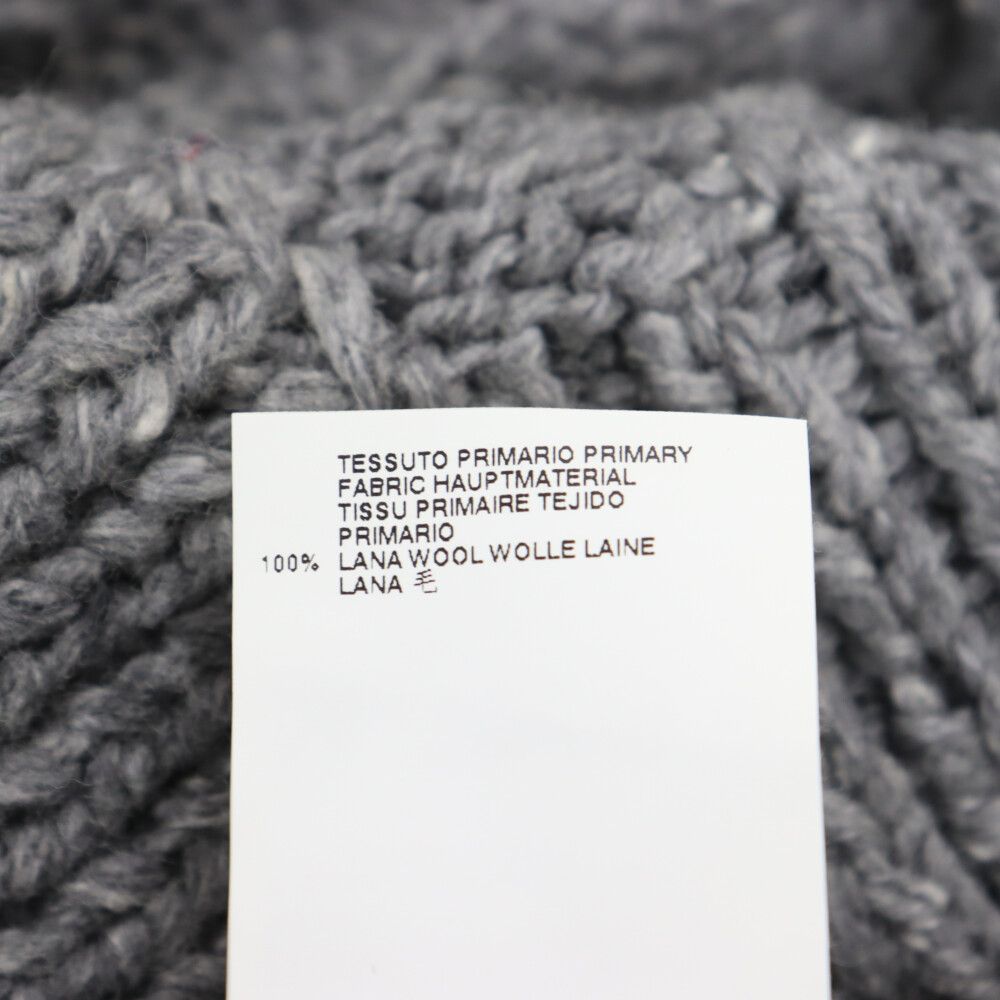 TESSUTO PRIMARIO PRIMARY
FABRIC HAUPTMATERIAL
TISSU PRIMAIRE TEJIDO
PRIMARIO
100% LANA WOOL WOLLE LAINE
LANA 毛